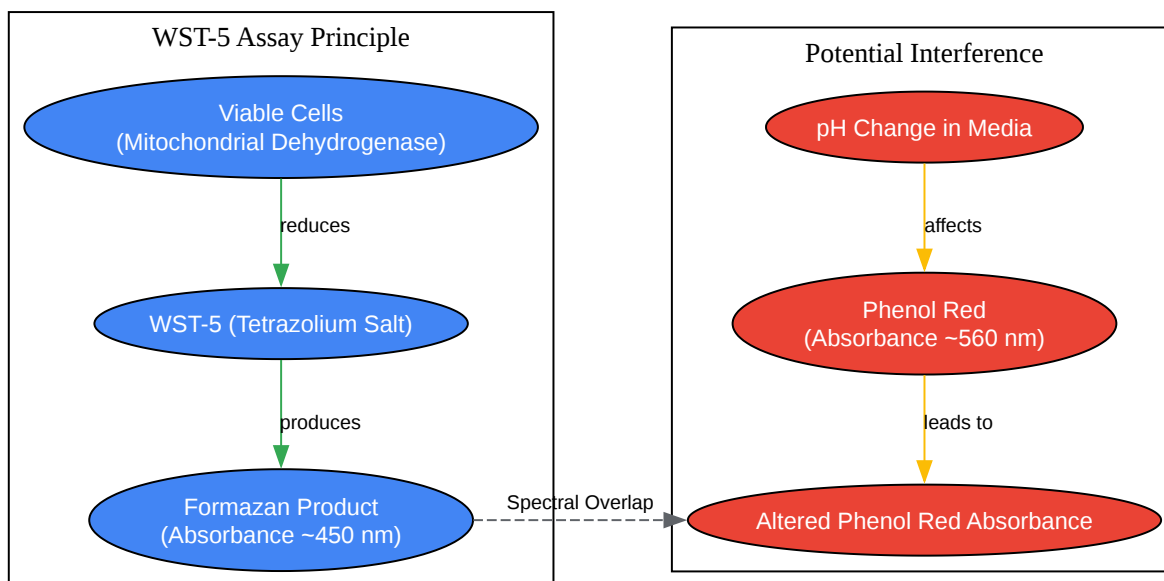 WST-5 Assay Principle
Viable Cells
(Mitochondrial Dehydrogenase)
reduces
WST-5 (Tetrazolium Salt)
produces
Formazan Product
(Absorbance ~450 nm)
Spectral Overlap
Potential Interference
pH Change in Media
affects
Phenol Red
(Absorbance ~560 nm)
leads to
Altered Phenol Red Absorbance